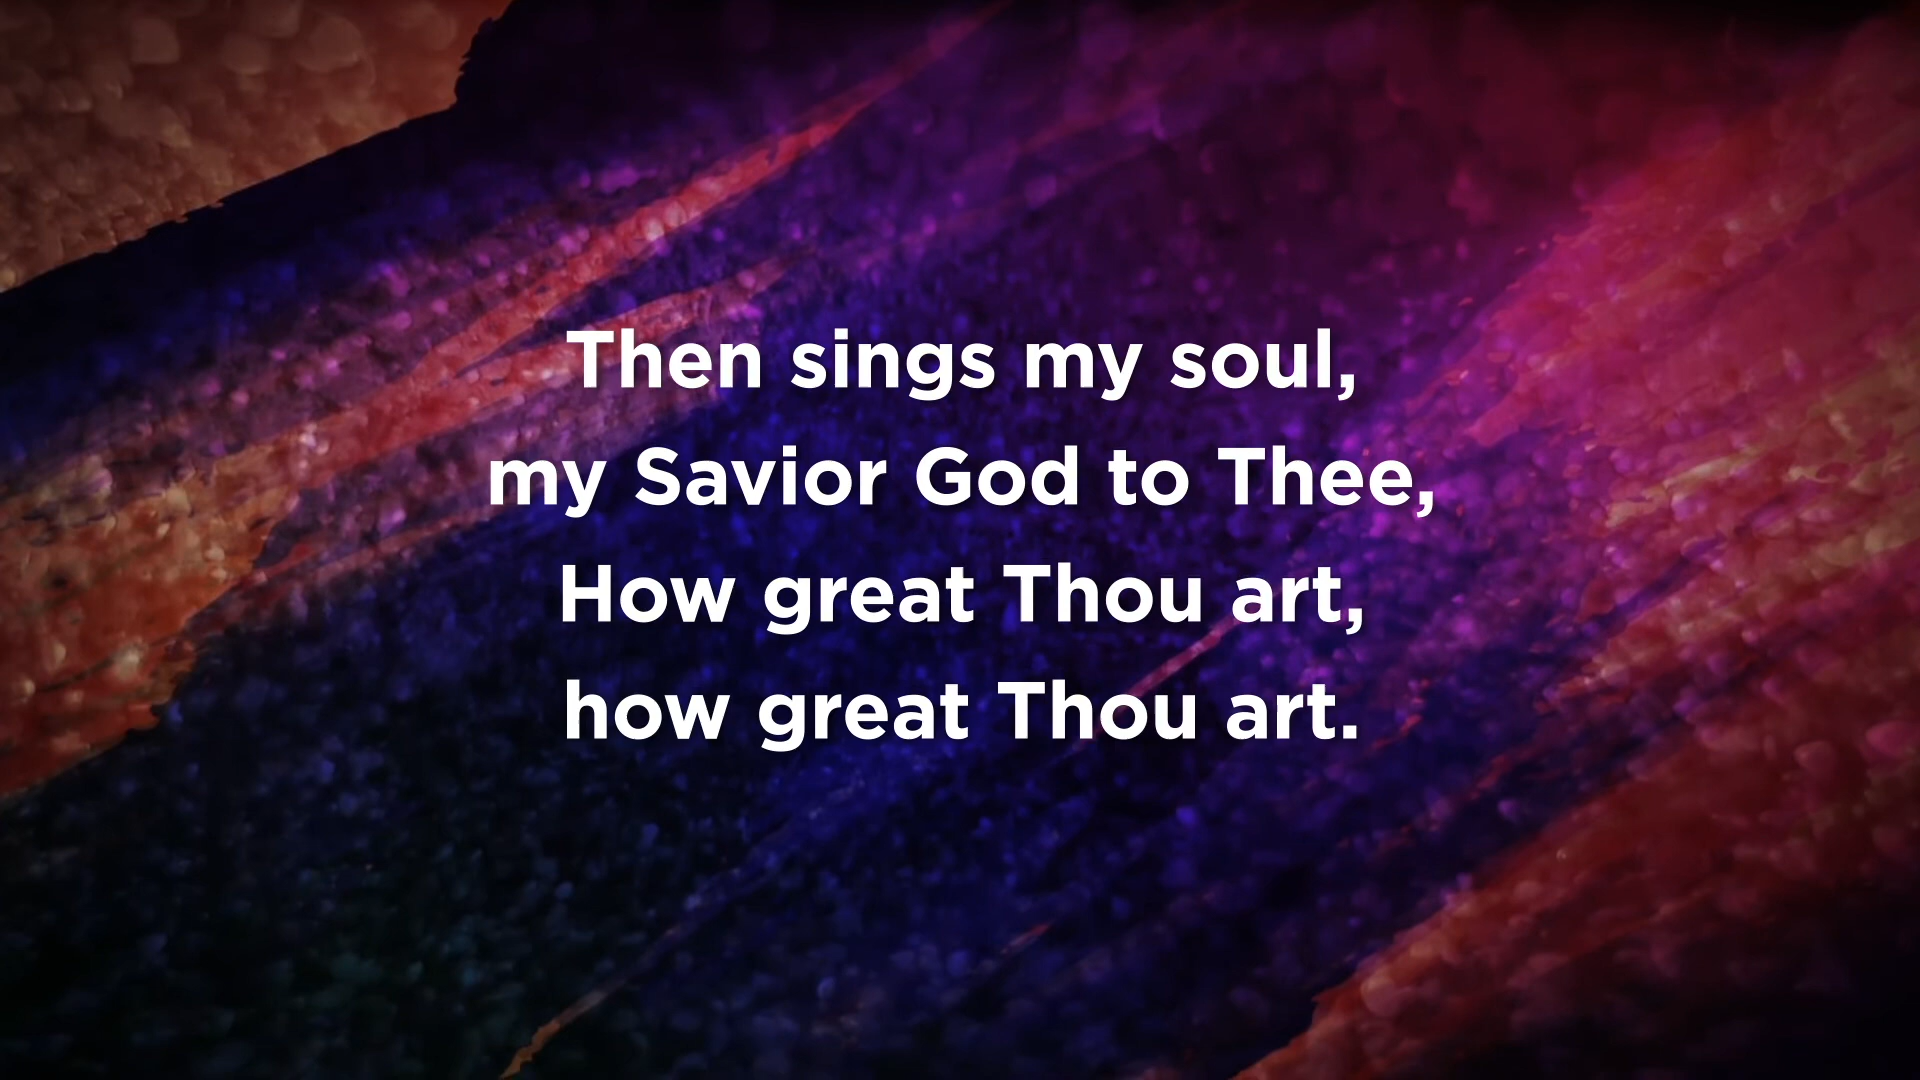 Then sings my soul,
my Savior God to Thee,
How great Thou art,
how great Thou art.